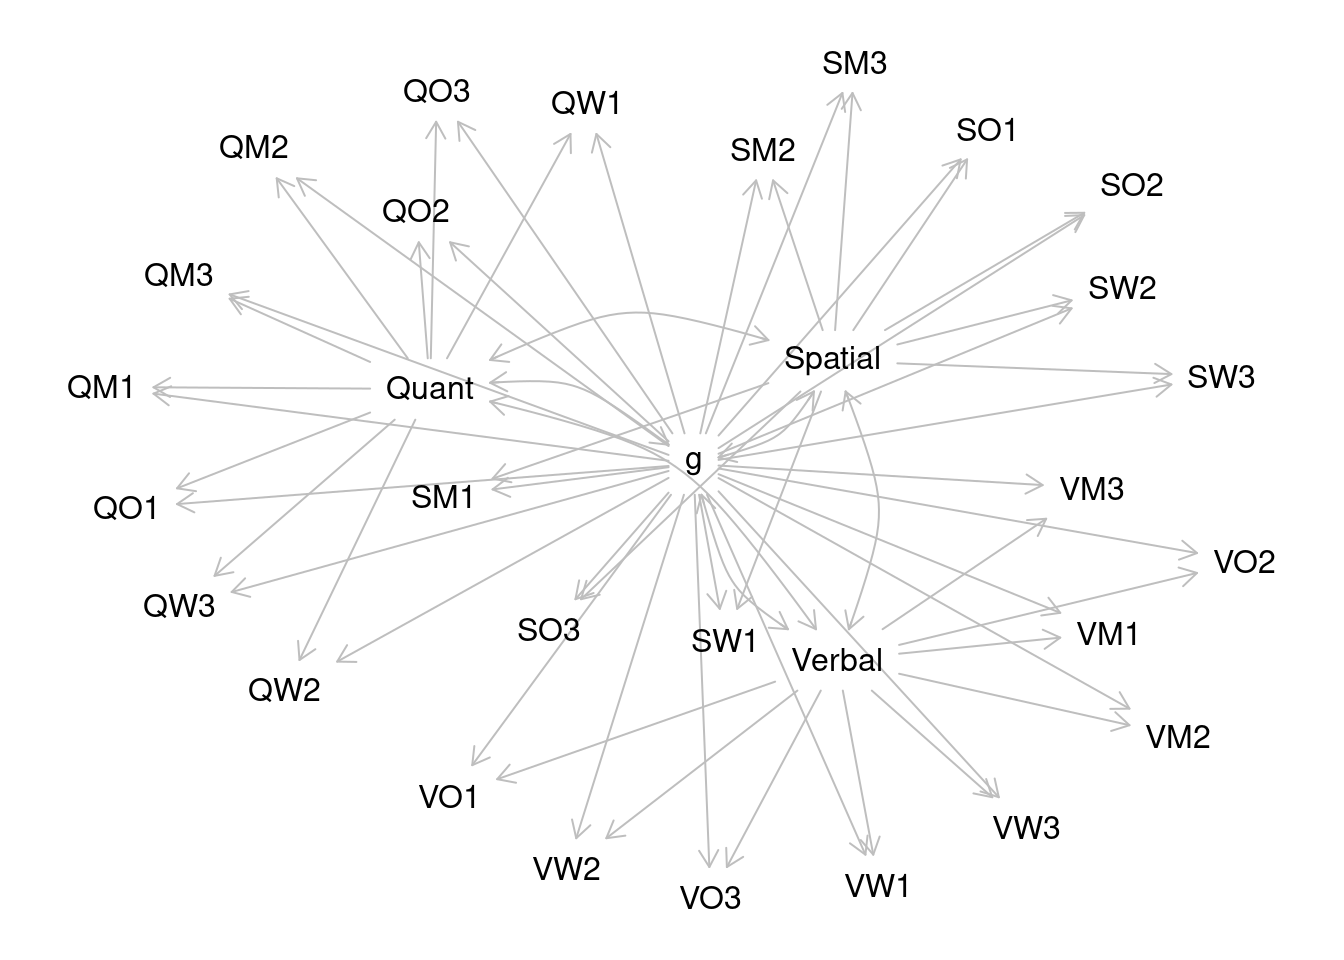 SM3
QO3
QW1
SO1
QM2
SM2
SO2
QO2
QM3
SW2
Spatial
SW3
QM1
Quant
g
VM3
SM1
QO1
VO2
QW3
SO3
VM1
SW1
Verbal
QW2
VM2
VO1
VW3
VW2
VW1
VO3